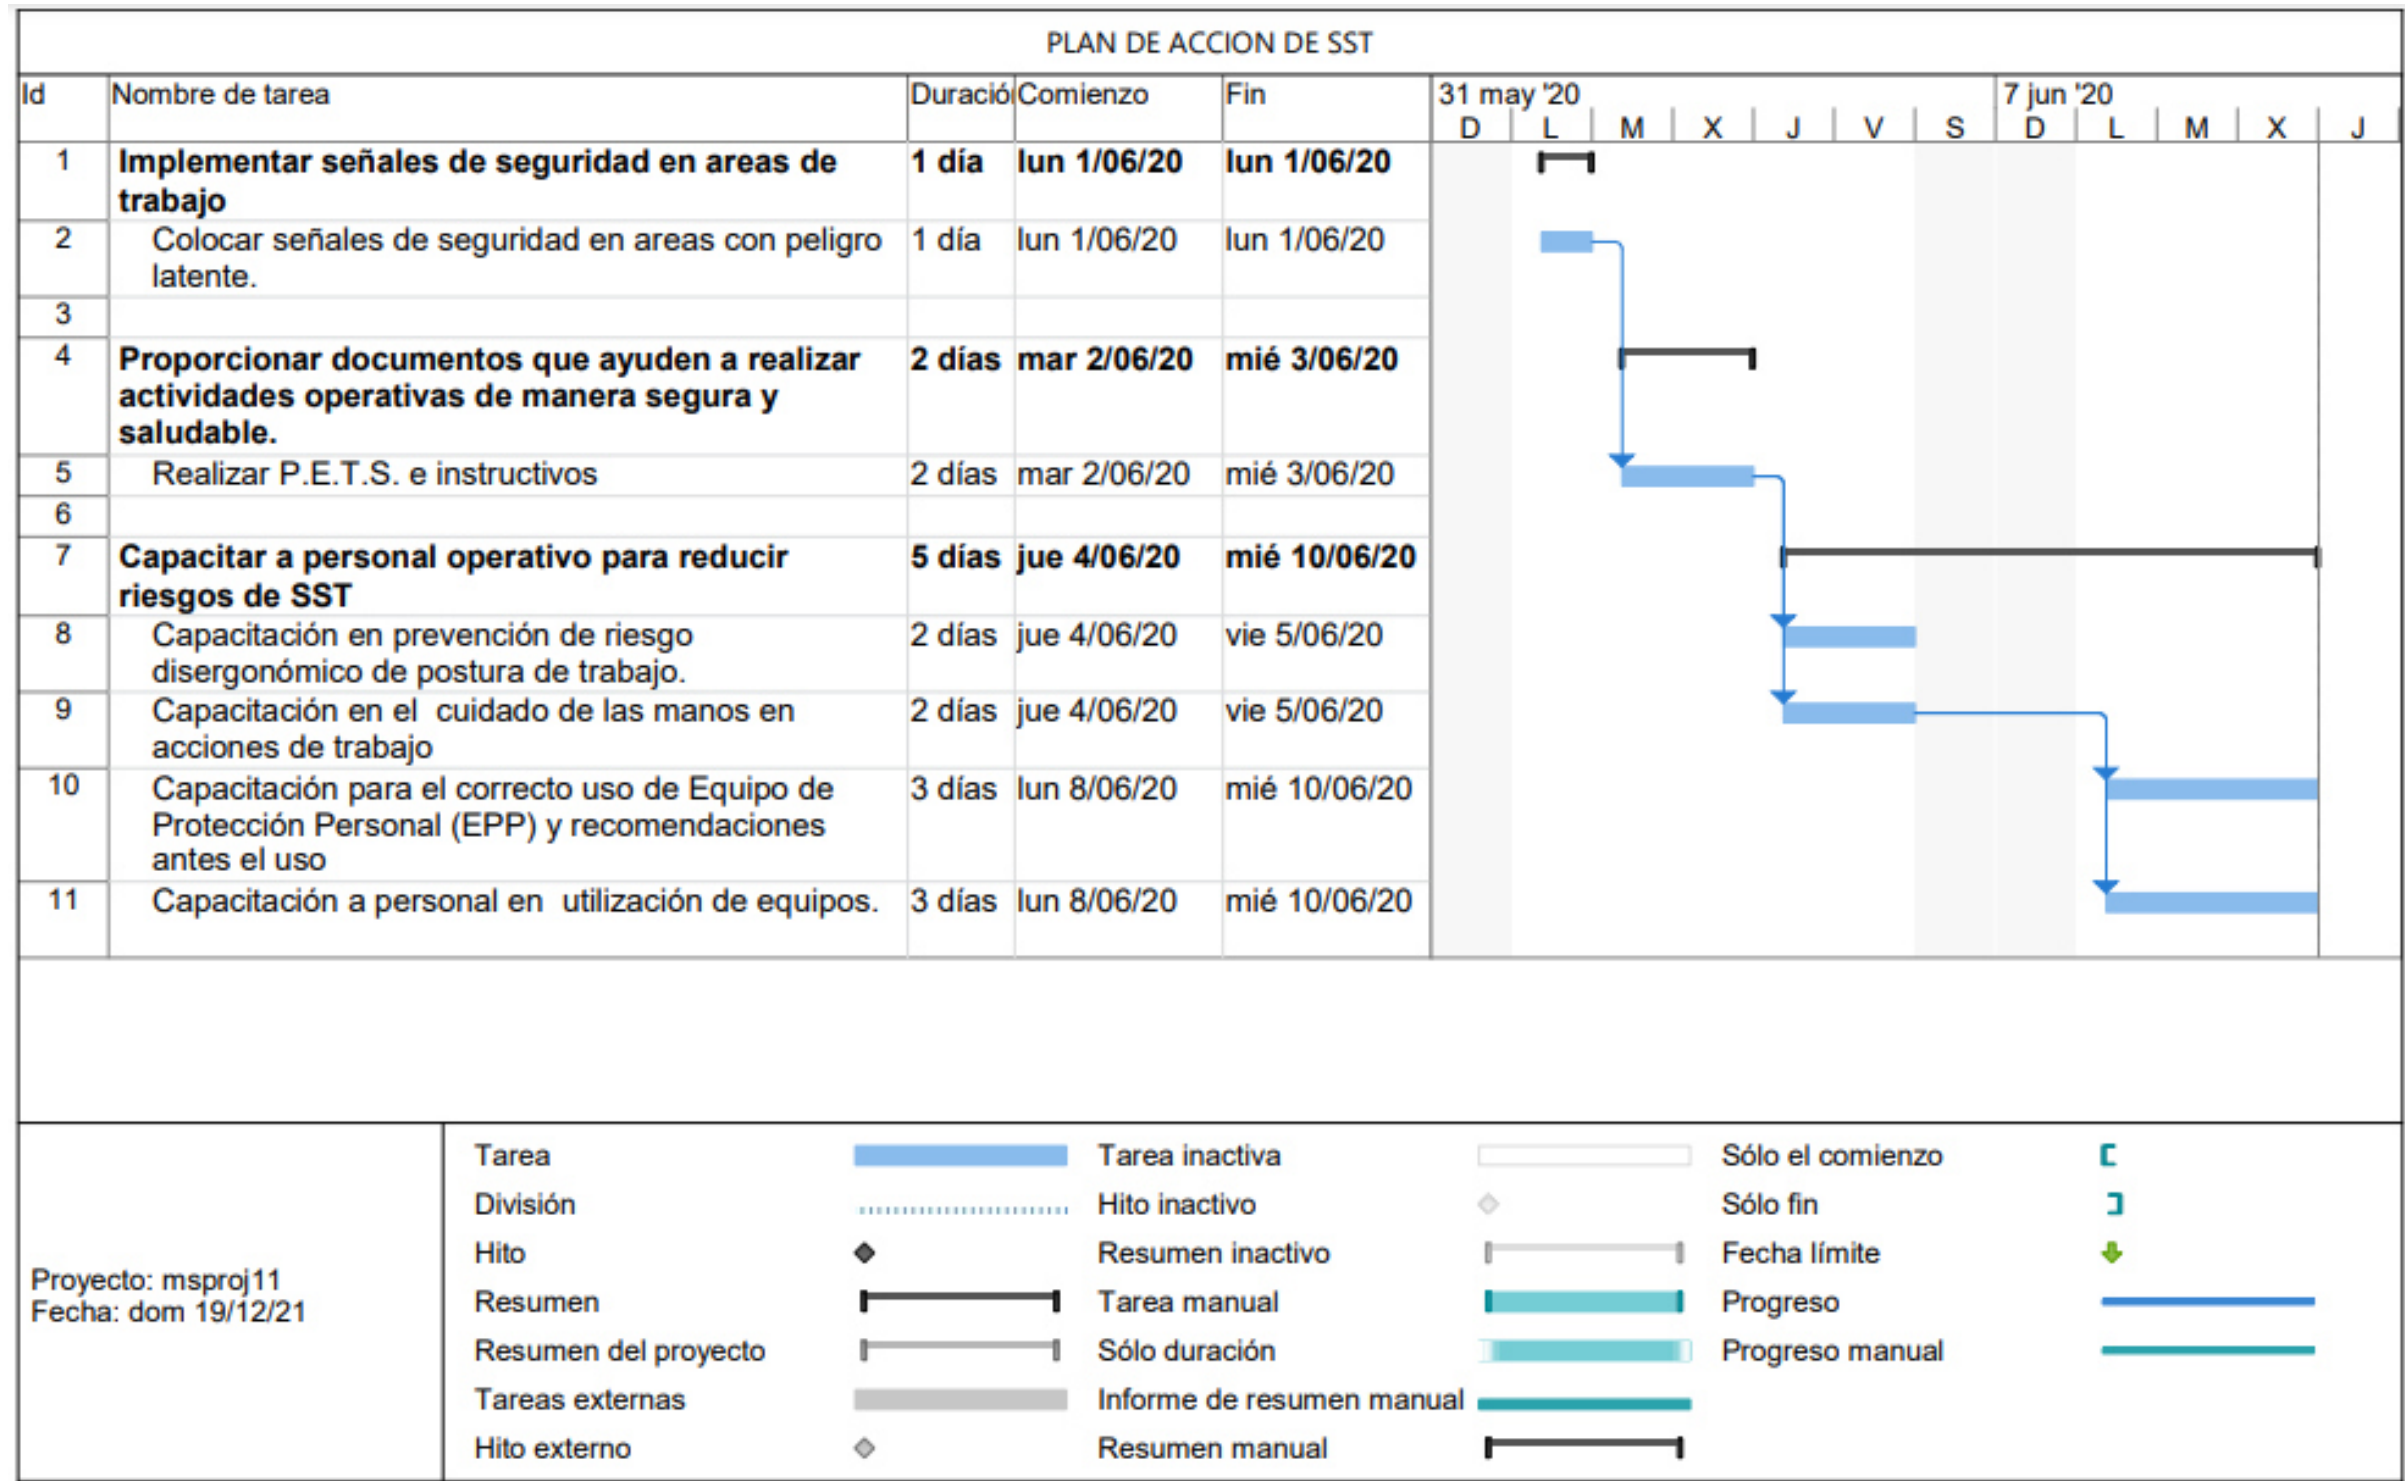 PLAN DE ACCION DE SST
Id Nombre de tarea Duració Comienzo Fin 31 may '20 7 jun '20
D L M X J V S D L M X J
1 Implementar señales de seguridad en areas de trabajo 1 día lun 1/06/20 lun 1/06/20
2 Colocar señales de seguridad en areas con peligro latente. 1 día lun 1/06/20 lun 1/06/20
3
4 Proporcionar documentos que ayuden a realizar actividades operativas de manera segura y saludable. 2 días mar 2/06/20 mié 3/06/20
5 Realizar P.E.T.S. e instructivos 2 días mar 2/06/20 mié 3/06/20
6
7 Capacitar a personal operativo para reducir riesgos de SST 5 días jue 4/06/20 mié 10/06/20
8 Capacitación en prevención de riesgo disergonómico de postura de trabajo. 2 días jue 4/06/20 vie 5/06/20
9 Capacitación en el cuidado de las manos en acciones de trabajo 2 días jue 4/06/20 vie 5/06/20
10 Capacitación para el correcto uso de Equipo de Protección Personal (EPP) y recomendaciones antes el uso 3 días lun 8/06/20 mié 10/06/20
11 Capacitación a personal en utilización de equipos. 3 días lun 8/06/20 mié 10/06/20
Proyecto: msproj11
Fecha: dom 19/12/21
Tarea Tarea inactiva Sólo el comienzo
División Hito inactivo Sólo fin
Hito Resumen inactivo Fecha límite
Resumen Tarea manual Progreso
Resumen del proyecto Sólo duración Progreso manual
Tareas externas Informe de resumen manual
Hito externo Resumen manual